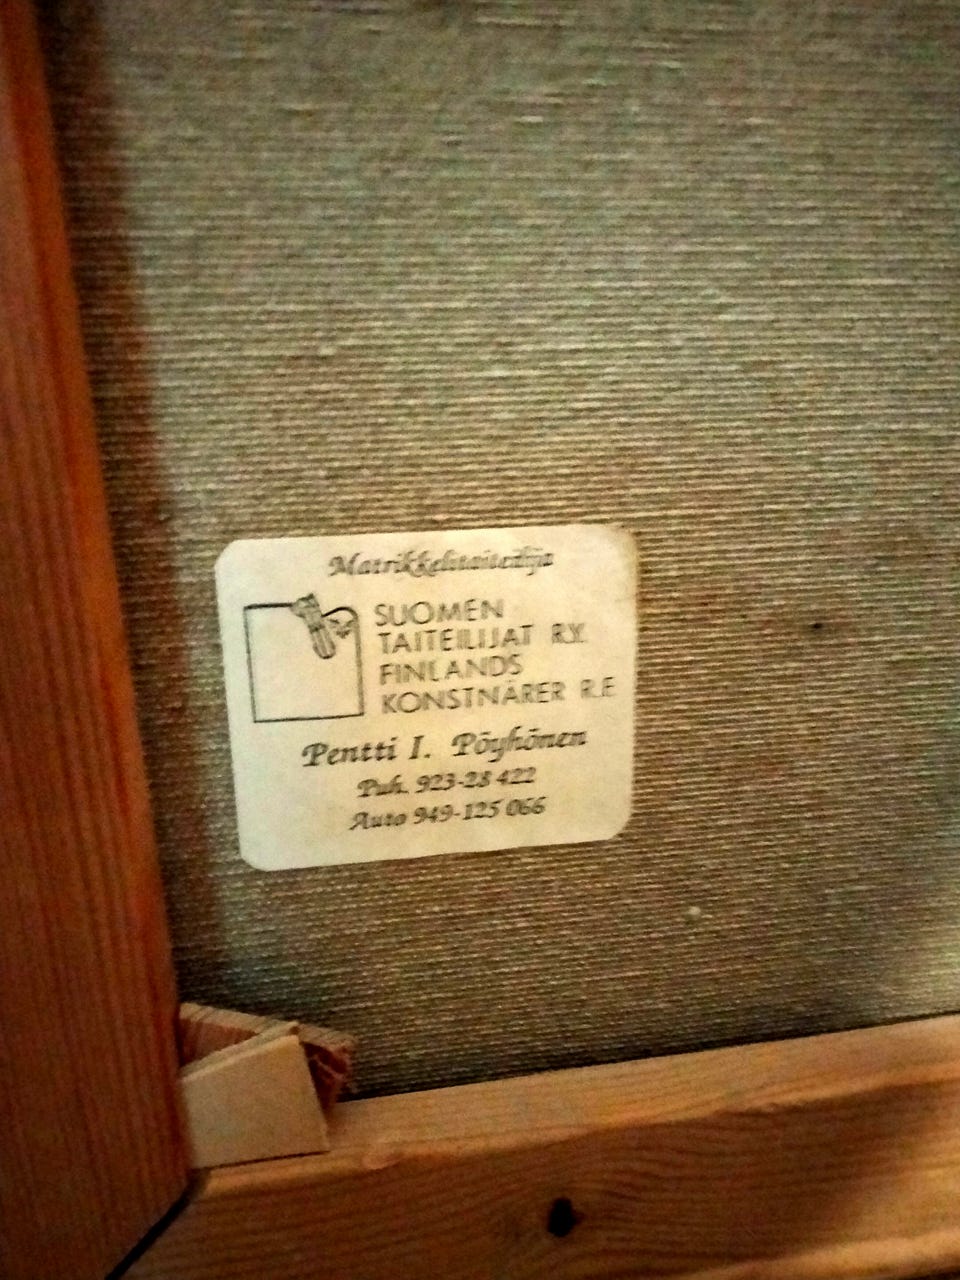 Matrikkelitaiteilija
SUOMEN
TAITEILIJAT R.Y.
FINLANDS
KONSTNÄRER R.F.
Pentti I. Pöyhönen
Puh. 923-28 422
Auto 949-125 066